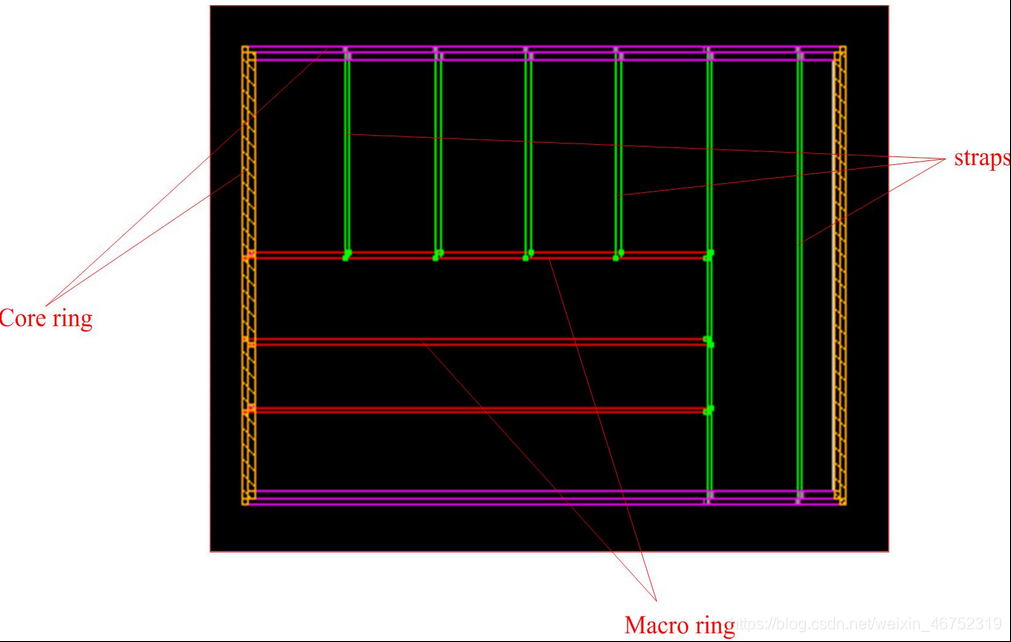 straps
Core ring
Macro ring
https://blog.csdn.net/weixin_46752319